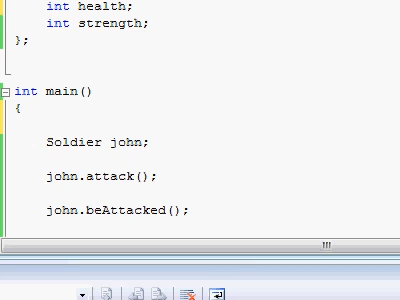 int health;
int strength;
};
int main()
{
Soldier john;
john.attack();
john.beAttacked();